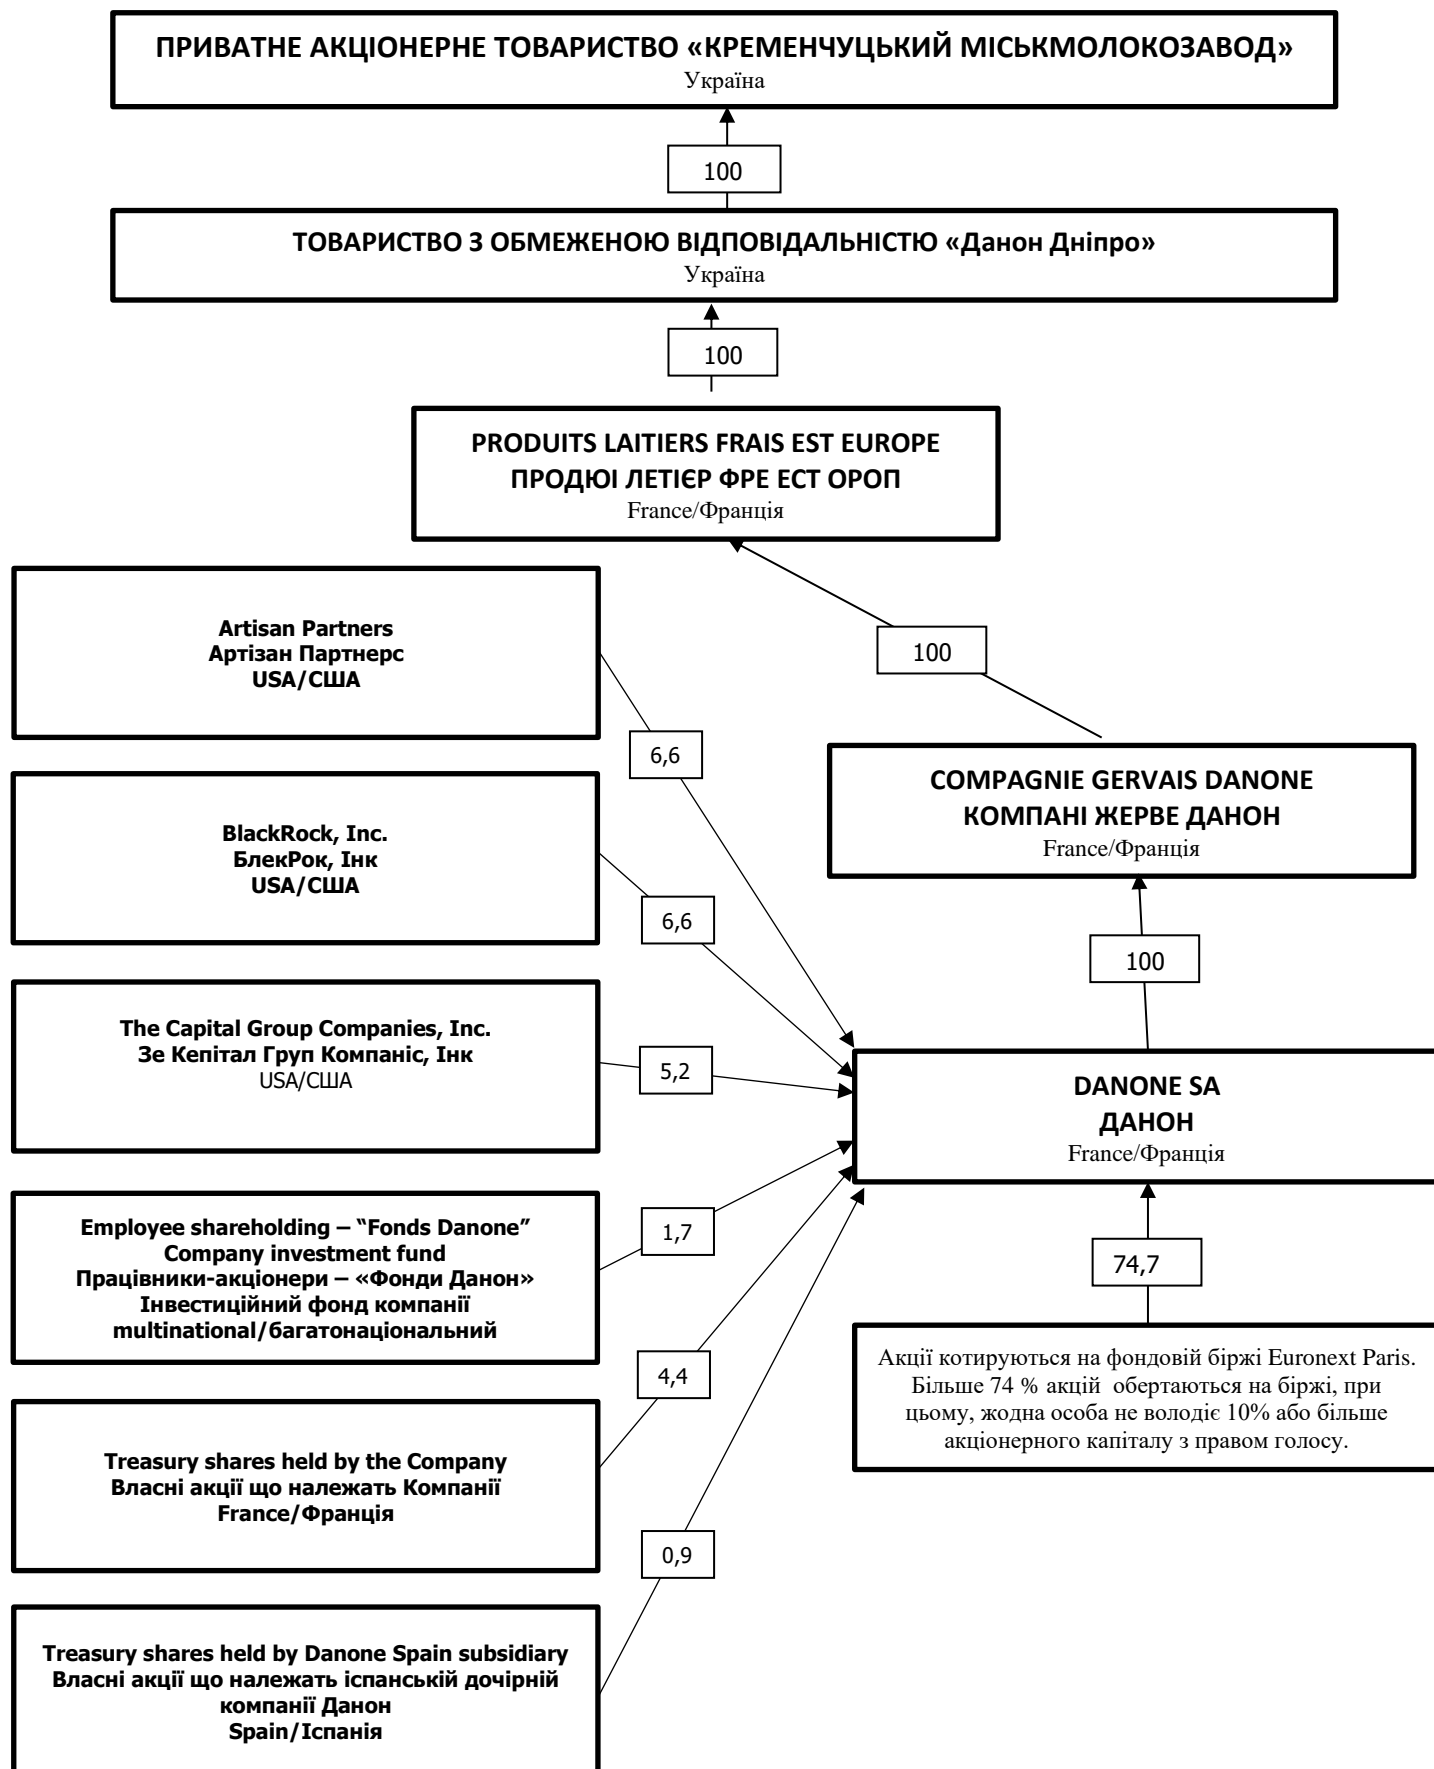 ПРИВАТНЕ АКЦІОНЕРНЕ ТОВАРИСТВО «КРЕМЕНЧУЦЬКИЙ МІСЬКМОЛОКОЗАВОД»
Україна
100
ТОВАРИСТВО З ОБМЕЖЕНОЮ ВІДПОВІДАЛЬНІСТЮ «Данон Дніпро»
Україна
100
PRODUITS LAITIERS FRAIS EST EUROPE
ПРОДЮІ ЛЕТІЄР ФРЕ ЕСТ ОРОП
France/Франція
100
Artisan Partners
Артізан Партнерс
USA/США
6,6
COMPAGNIE GERVAIS DANONE
КОМПАНІ ЖЕРВЕ ДАНОН
France/Франція
BlackRock, Inc.
БлекРок, Інк
USA/США
6,6
100
The Capital Group Companies, Inc.
Зе Кепітал Груп Компаніс, Інк
USA/США
5,2
DANONE SA
ДАНОН
France/Франція
Employee shareholding – “Fonds Danone”
Company investment fund
Працівники-акціонери – «Фонди Данон»
Інвестиційний фонд компанії
multinational/багатонаціональний
1,7
74,7
Акції котируються на фондовій біржі Euronext Paris.
Більше 74 % акцій обертаються на біржі, при
цьому, жодна особа не володіє 10% або більше
акціонерного капіталу з правом голосу.
4,4
Treasury shares held by the Company
Власні акції що належать Компанії
France/Франція
0,9
Treasury shares held by Danone Spain subsidiary
Власні акції що належать іспанській дочірній
компанії Данон
Spain/Іспанія